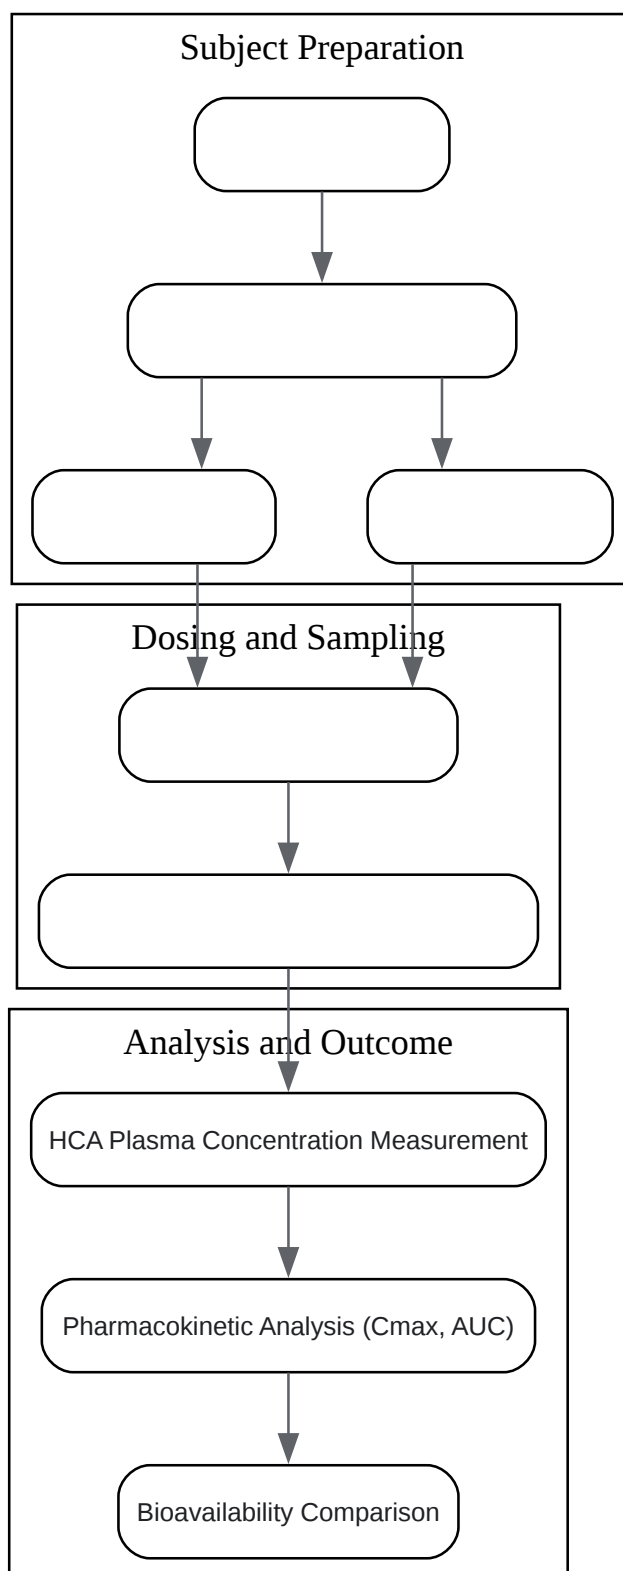 Subject Preparation
Dosing and Sampling
Analysis and Outcome
HCA Plasma Concentration Measurement
Pharmacokinetic Analysis (Cmax, AUC)
Bioavailability Comparison